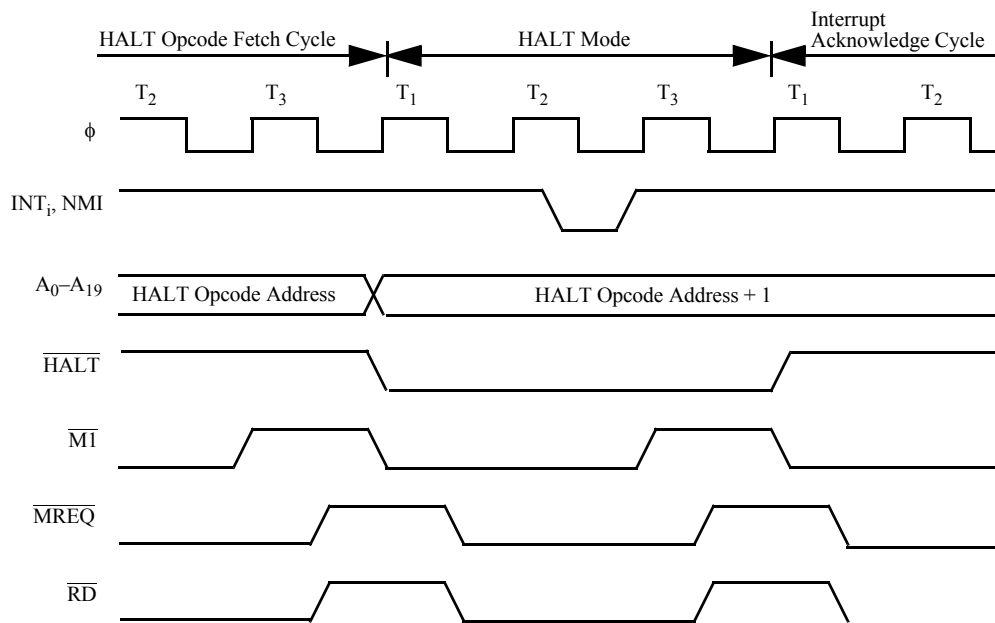 HALT Opcode Fetch Cycle
HALT Mode
Interrupt
Acknowledge Cycle
T2 T3 T1 T2 T3 T1 T2
ϕ
INTi, NMI
A0–A19
HALT Opcode Address
HALT Opcode Address + 1
HALT
M1
MREQ
RD